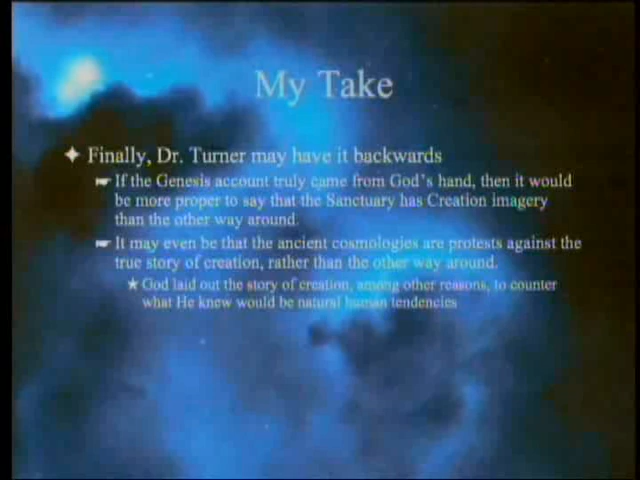 My Take
Finally, Dr. Turner may have it backwards
If the Genesis account truly came from God's hand, then it would
be more proper to say that the Sanctuary has Creation imagery
than the other way around.
It may even be that the ancient cosmologies are protests against the
true story of creation, rather than the other way around.
God laid out the story of creation, among other reasons, to counter
what He knew would be natural human tendencies